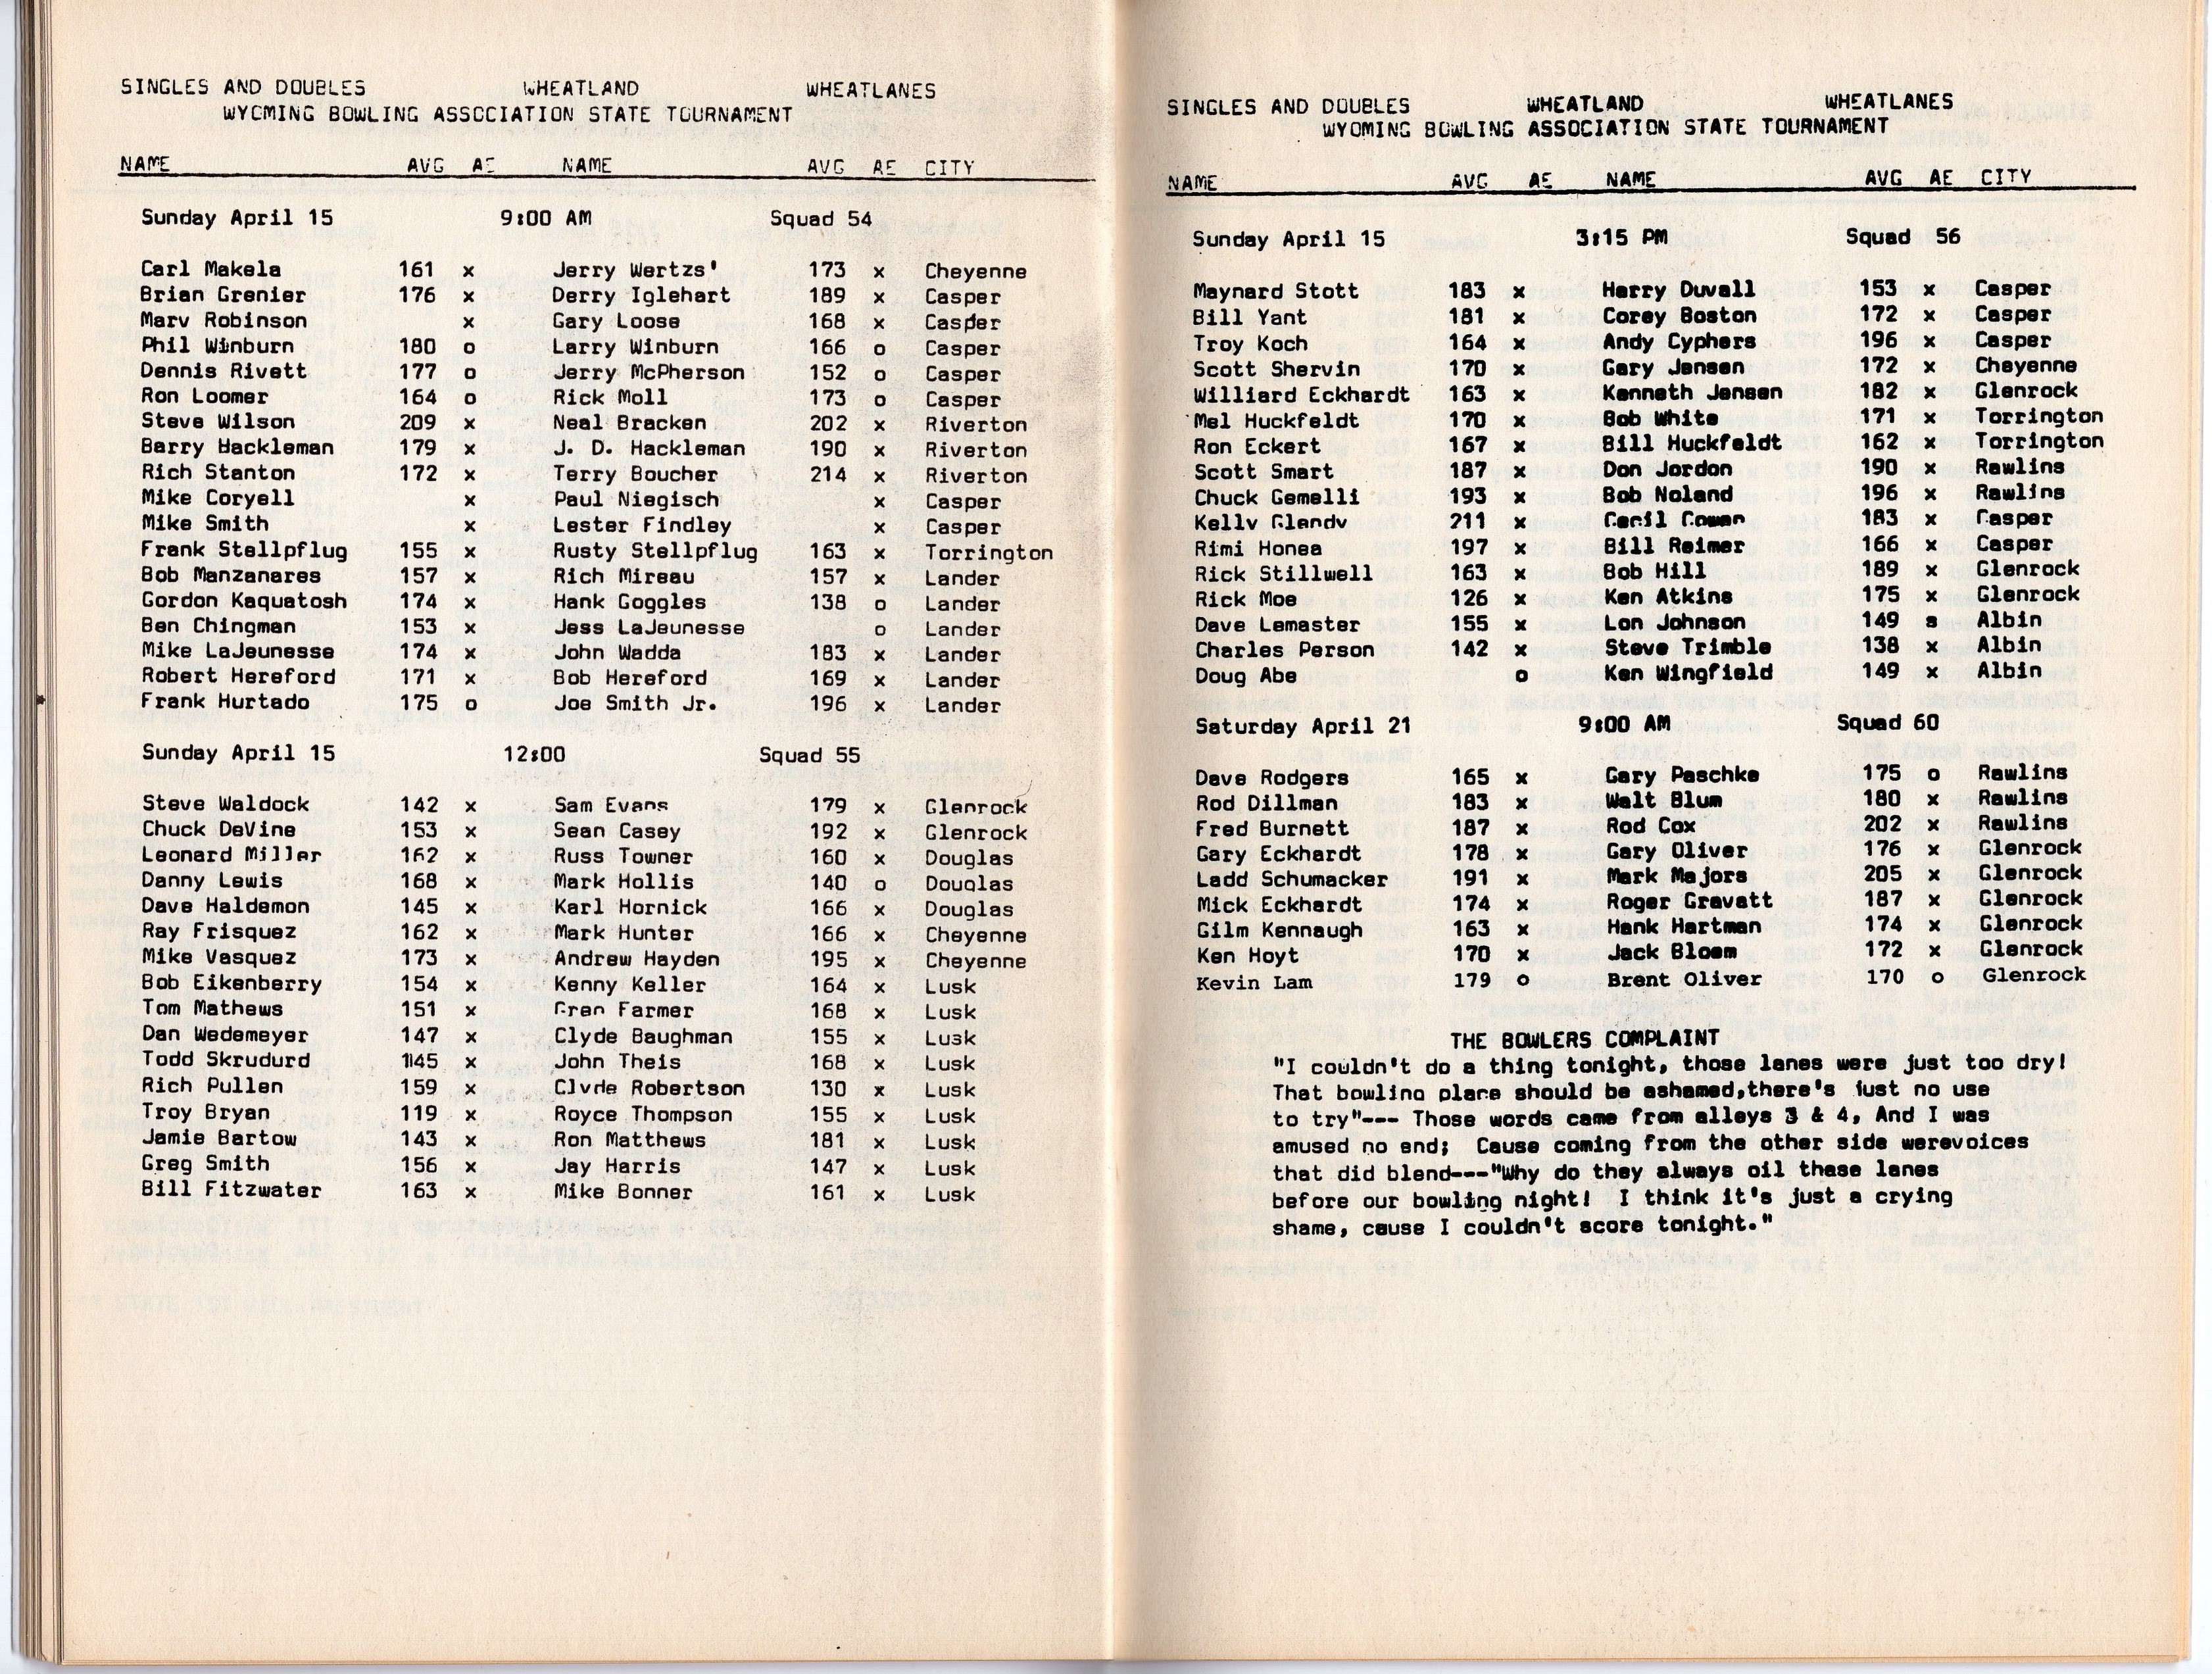 SINGLES AND DOUBLES WHEATLAND WHEATLANES
WYOMING BOWLING ASSOCIATION STATE TOURNAMENT
NAME AVG AE NAME AVG AE CITY
Sunday April 15 9:00 AM Squad 54
Carl Makela 161 x Jerry Wertzs' 173 x Cheyenne
Brian Grenier 176 x Derry Iglehart 189 x Casper
Marv Robinson x Gary Loose 168 x Casper
Phil Winburn 180 o Larry Winburn 166 o Casper
Dennis Rivett 177 o Jerry McPherson 152 o Casper
Ron Loomer 164 o Rick Moll 173 o Casper
Steve Wilson 209 x Neal Bracken 202 x Riverton
Barry Hackleman 179 x J. D. Hackleman 190 x Riverton
Rich Stanton 172 x Terry Boucher 214 x Riverton
Mike Coryell x Paul Niegisch x Casper
Mike Smith x Lester Findley x Casper
Frank Stellpflug 155 x Rusty Stellpflug 163 x Torrington
Bob Manzanares 157 x Rich Mireau 157 x Lander
Gordon Kaquatosh 174 x Hank Goggles 138 o Lander
Ben Chingman 153 x Jess LaJeunesse o Lander
Mike LaJeunesse 174 x John Wadda 183 x Lander
Robert Hereford 171 x Bob Hereford 169 x Lander
Frank Hurtado 175 o Joe Smith Jr. 196 x Lander
Sunday April 15 12:00 Squad 55
Steve Waldock 142 x Sam Evans 179 x Glenrock
Chuck DeVine 153 x Sean Casey 192 x Glenrock
Leonard Miller 162 x Russ Towner 160 x Douglas
Danny Lewis 168 x Mark Hollis 140 o Douglas
Dave Haldemon 145 x Karl Hornick 166 x Douglas
Ray Frisquez 162 x Mark Hunter 166 x Cheyenne
Mike Vasquez 173 x Andrew Hayden 195 x Cheyenne
Bob Eikenberry 154 x Kenny Keller 164 x Lusk
Tom Mathews 151 x Farmer 168 x Lusk
Dan Wedemeyer 147 x Clyde Baughman 155 x Lusk
Todd Skrudurd 145 x John Theis 168 x Lusk
Rich Pullen 159 x Clyde Robertson 130 x Lusk
Troy Bryan 119 x Royce Thompson 155 x Lusk
Jamie Bartow 143 x Ron Matthews 181 x Lusk
Greg Smith 156 x Jay Harris 147 x Lusk
Bill Fitzwater 163 x Mike Bonner 161 x Lusk
SINGLES AND DOUBLES WHEATLAND WHEATLANES
WYOMING BOWLING ASSOCIATION STATE TOURNAMENT
NAME AVG AE NAME AVG AE CITY
Sunday April 15 3:15 PM Squad 56
Maynard Stott 183 x Harry Duvall 153 x Casper
Bill Yant 181 x Corey Boston 172 x Casper
Troy Koch 164 x Andy Cyphers 196 x Casper
Scott Shervin 170 x Gary Jensen 172 x Cheyenne
Williard Eckhardt 163 x Kenneth Jensen 182 x Glenrock
Mel Huckfeldt 170 x Bob White 171 x Torrington
Ron Eckert 167 x Bill Huckfeldt 162 x Torrington
Scott Smart 187 x Don Jordon 190 x Rawlins
Chuck Gemelli 193 x Bob Noland 196 x Rawlins
Kelly Glandy 211 x Cecil Cowan 183 x Casper
Rimi Honea 197 x Bill Reimer 166 x Casper
Rick Stillwell 163 x Bob Hill 189 x Glenrock
Rick Moe 126 x Ken Atkins 175 x Glenrock
Dave Lemaster 155 x Lon Johnson 149 s Albin
Charles Person 142 x Steve Trimble 138 x Albin
Doug Abe o Ken Wingfield 149 x Albin
Saturday April 21 9:00 AM Squad 60
Dave Rodgers 165 x Gary Paschke 175 o Rawlins
Rod Dillman 183 x Walt Blum 180 x Rawlins
Fred Burnett 187 x Rod Cox 202 x Rawlins
Gary Eckhardt 178 x Gary Oliver 176 x Glenrock
Ladd Schumacker 191 x Mark Majors 205 x Glenrock
Mick Eckhardt 174 x Roger Gravatt 187 x Glenrock
Gilm Kennaugh 163 x Hank Hartman 174 x Glenrock
Ken Hoyt 170 x Jack Bloem 172 x Glenrock
Kevin Lam 179 o Brent Oliver 170 o Glenrock
THE BOWLERS COMPLAINT
"I couldn't do a thing tonight, those lanes were just too dry!
That bowling place should be ashamed,there's just no use
to try"--- Those words came from alleys 3 & 4, And I was
amused no end; Cause coming from the other side werevoices
that did blend---"Why do they always oil these lanes
before our bowling night! I think it's just a crying
shame, cause I couldn't score tonight."